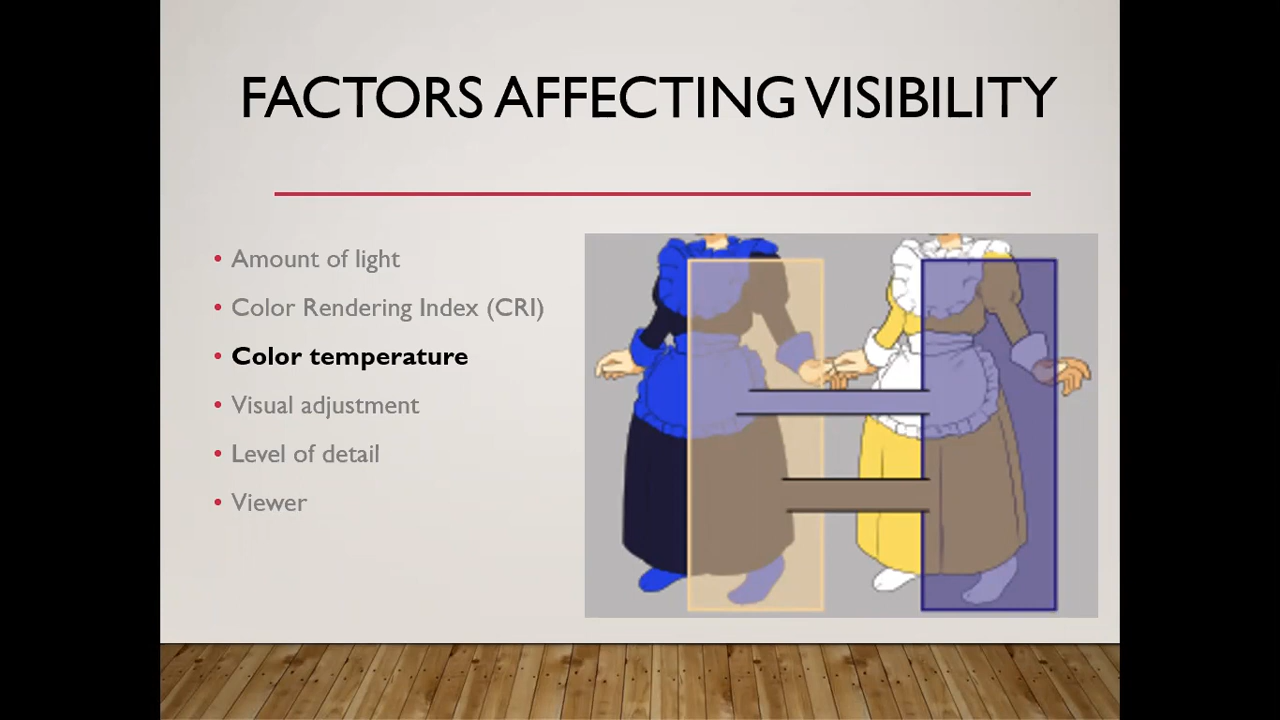 FACTORS AFFECTING VISIBILITY
• Amount of light
• Color Rendering Index (CRI)
• Color temperature
• Visual adjustment
• Level of detail
• Viewer